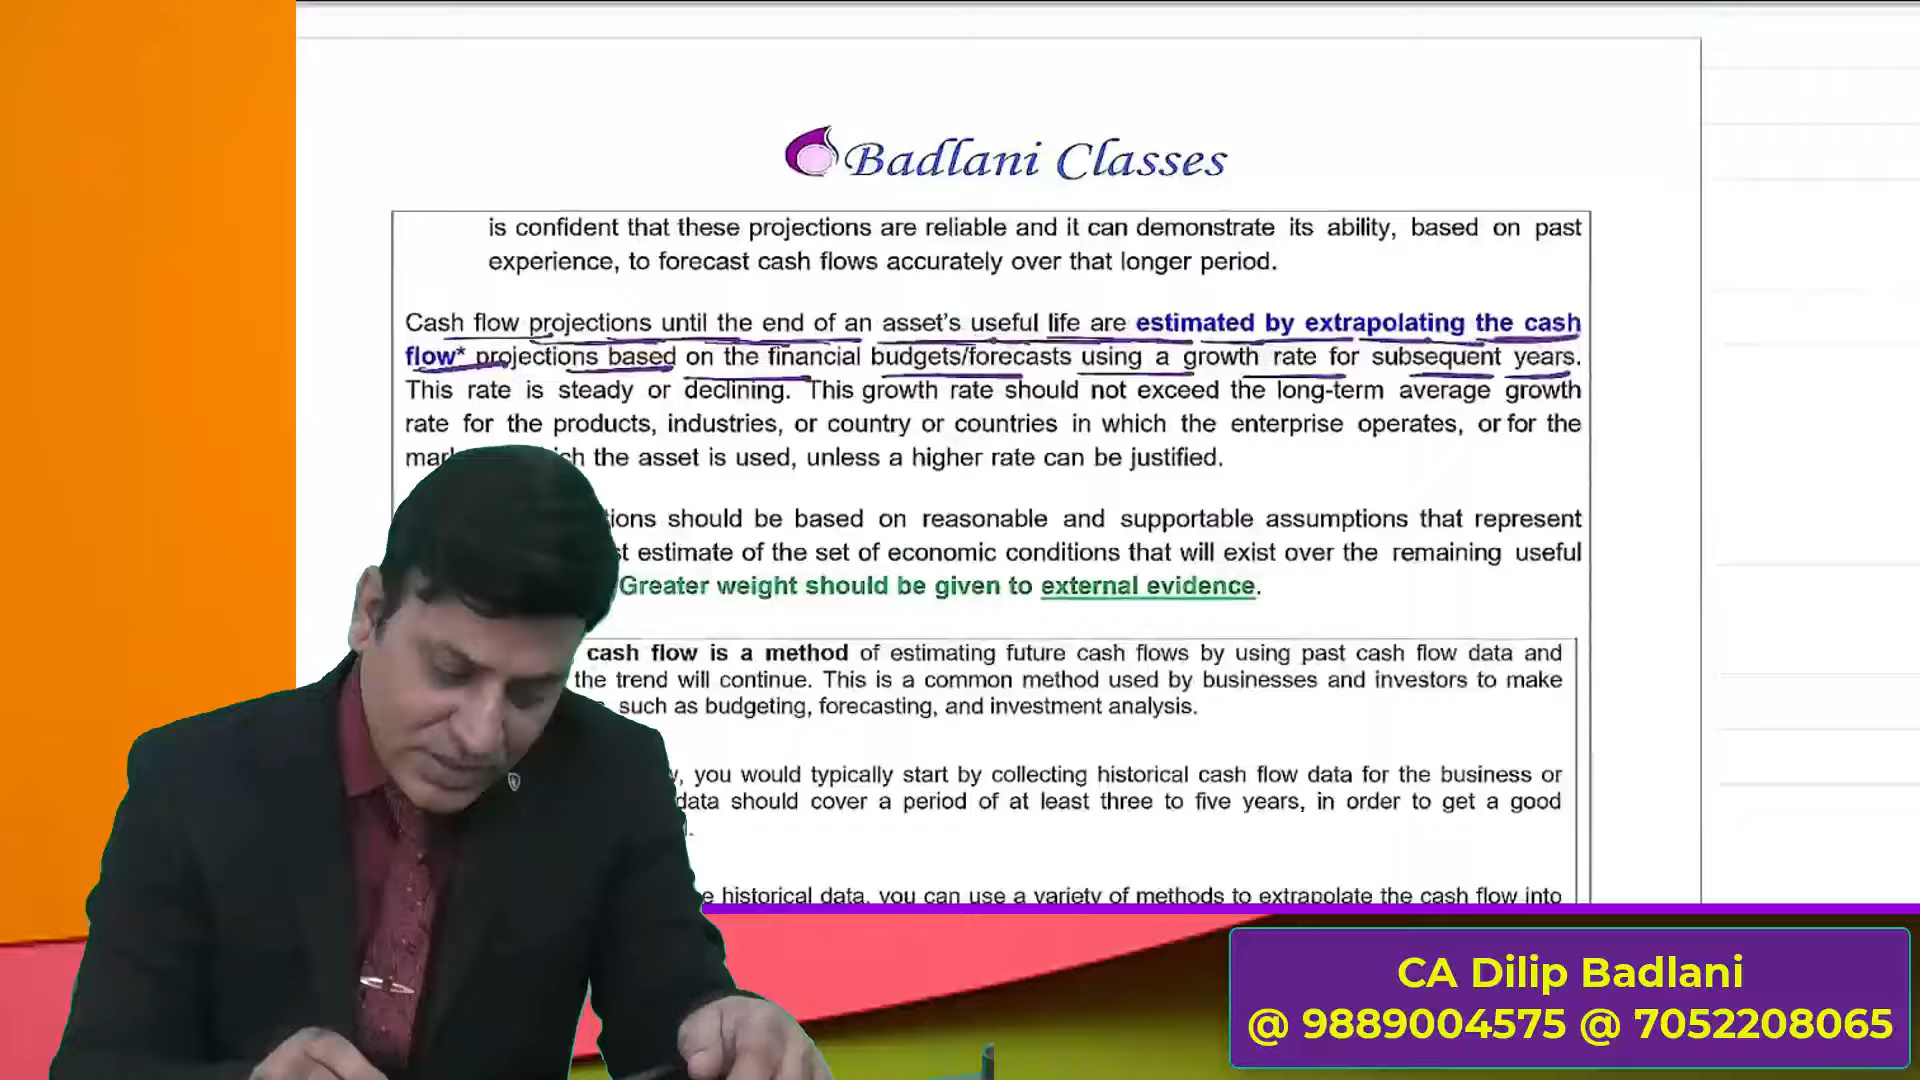 Badlani Classes
is confident that these projections are reliable and it can demonstrate its ability, based on past
experience, to forecast cash flows accurately over that longer period.
Cash flow projections until the end of an asset's useful life are estimated by extrapolating the cash
flow* projections based on the financial budgets/forecasts using a growth rate for subsequent years.
This rate is steady or declining. This growth rate should not exceed the long-term average growth
rate for the products, industries, or country or countries in which the enterprise operates, or for the
the asset is used, unless a higher rate can be justified.
should be based on reasonable and supportable assumptions that represent
estimate of the set of economic conditions that will exist over the remaining useful
Greater weight should be given to external evidence.
cash flow is a method of estimating future cash flows by using past cash flow data and
the trend will continue. This is a common method used by businesses and investors to make
such as budgeting, forecasting, and investment analysis.
you would typically start by collecting historical cash flow data for the business or
data should cover a period of at least three to five years, in order to get a good
historical data, you can use a variety of methods to extrapolate the cash flow into
CA Dilip Badlani
@ 9889004575 @ 7052208065